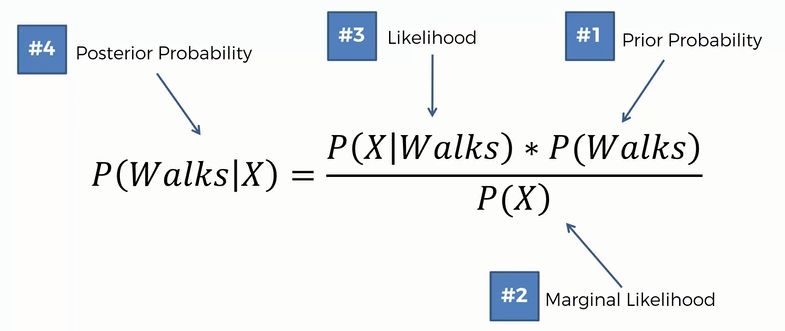 #4 Posterior Probability
#3 Likelihood
#1 Prior Probability
P(Walks|X) = P(X|Walks) * P(Walks)
P(X)
#2 Marginal Likelihood